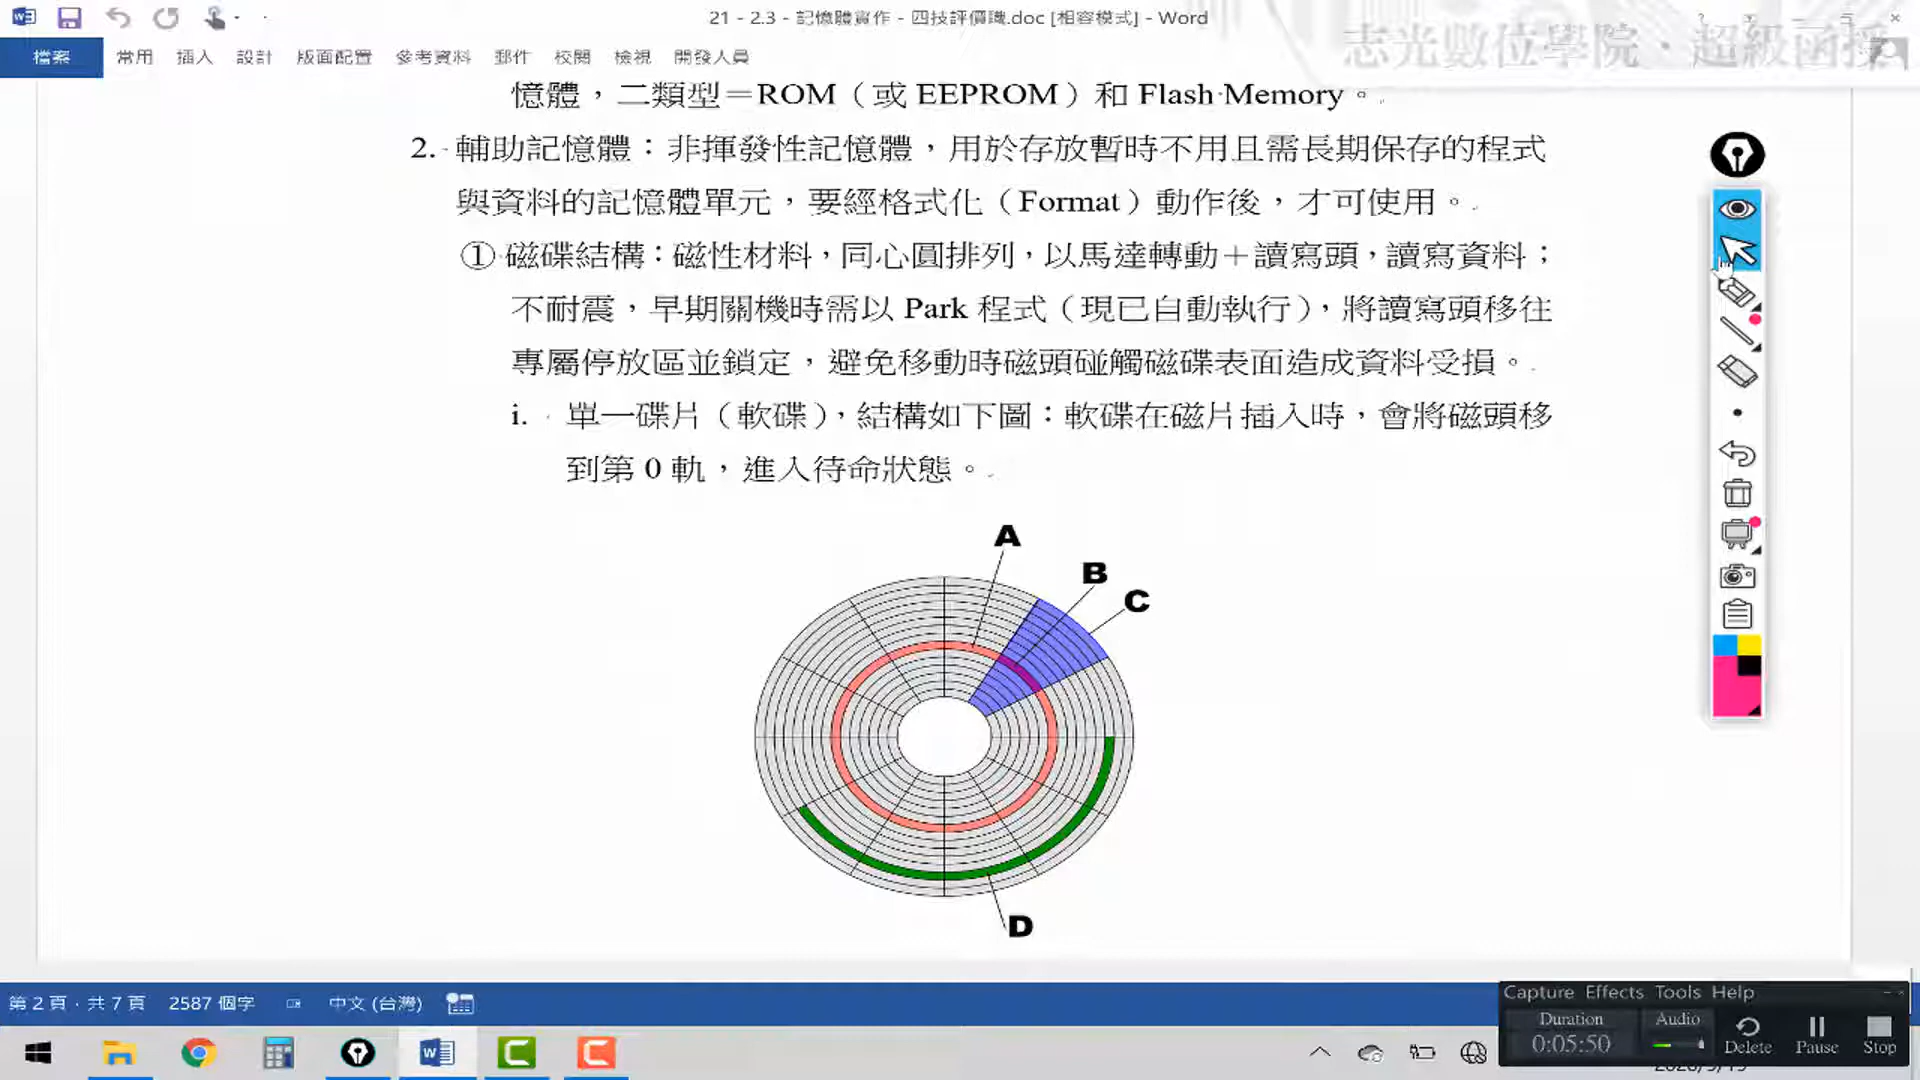 21 - 2.3 - 記憶體實作 - 四技評價職.doc [相容模式] - Word
志光數位學院．超級函授
檔案 常用 插入 設計 版面配置 參考資料 郵件 校閱 檢視 開發人員
憶體，二類型＝ROM（或 EEPROM）和 Flash Memory。
2. 輔助記憶體：非揮發性記憶體，用於存放暫時不用且需長期保存的程式
與資料的記憶體單元，要經格式化（Format）動作後，才可使用。
① 磁碟結構：磁性材料，同心圓排列，以馬達轉動＋讀寫頭，讀寫資料；
不耐震，早期關機時需以 Park 程式（現已自動執行），將讀寫頭移往
專屬停放區並鎖定，避免移動時磁頭碰觸磁碟表面造成資料受損。
i. 單一碟片（軟碟），結構如下圖：軟碟在磁片插入時，會將磁頭移
到第 0 軌，進入待命狀態。
A
B
C
D
第 2 頁，共 7 頁 2587 個字 中文 (台灣)
Capture Effects Tools Help
Duration Audio
0:05:50 Delete Pause Stop